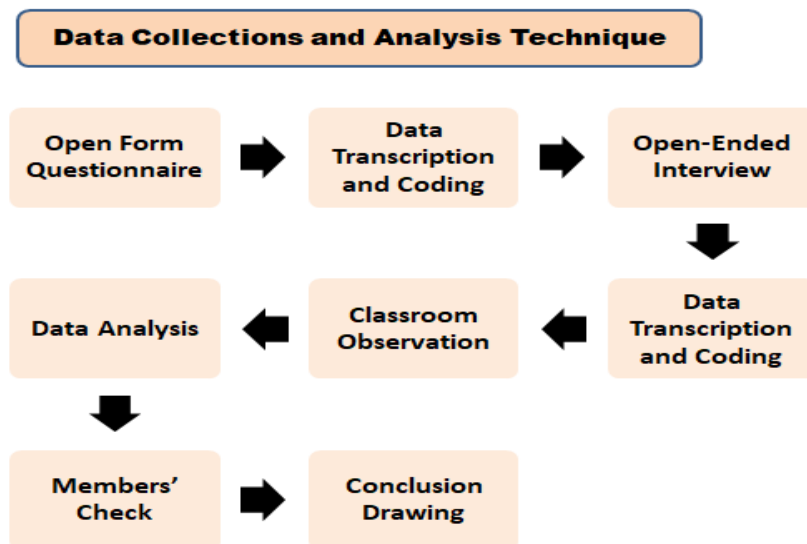 Data Collections and Analysis Technique
Open Form
Questionnaire
Data
Transcription
and Coding
Open-Ended
Interview
Data
Transcription
and Coding
Classroom
Observation
Data Analysis
Members’
Check
Conclusion
Drawing